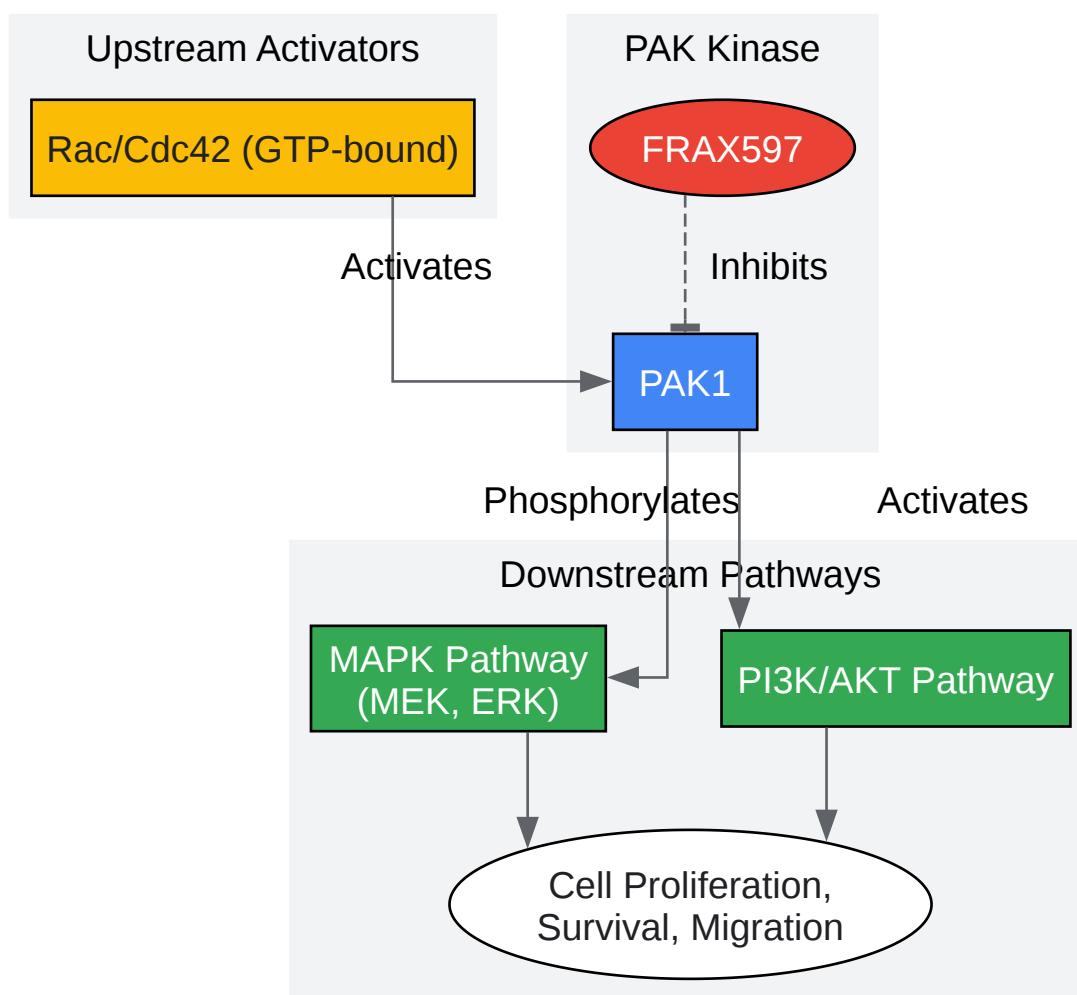 Upstream Activators
PAK Kinase
Rac/Cdc42 (GTP-bound)
FRAX597
Activates
Inhibits
PAK1
Phosphorylates
Activates
Downstream Pathways
MAPK Pathway
(MEK, ERK)
PI3K/AKT Pathway
Cell Proliferation,
Survival, Migration